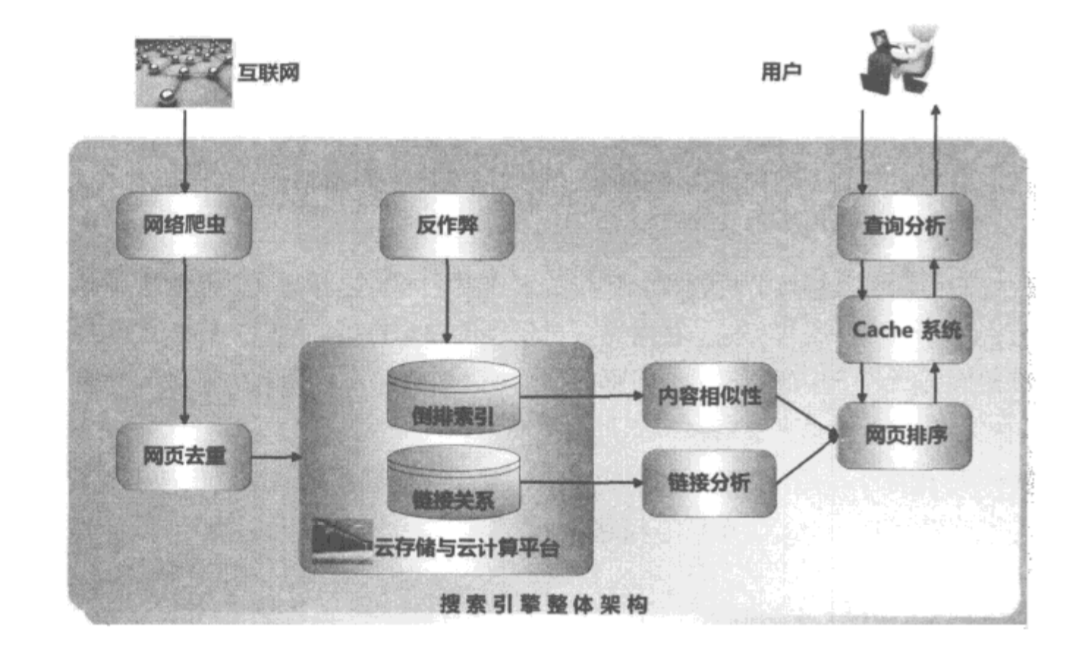 互联网
用户
网络爬虫
反作弊
查询分析
Cache 系统
倒排索引
内容相似性
网页排序
网页去重
链接关系
链接分析
云存储与云计算平台
搜索引擎整体架构